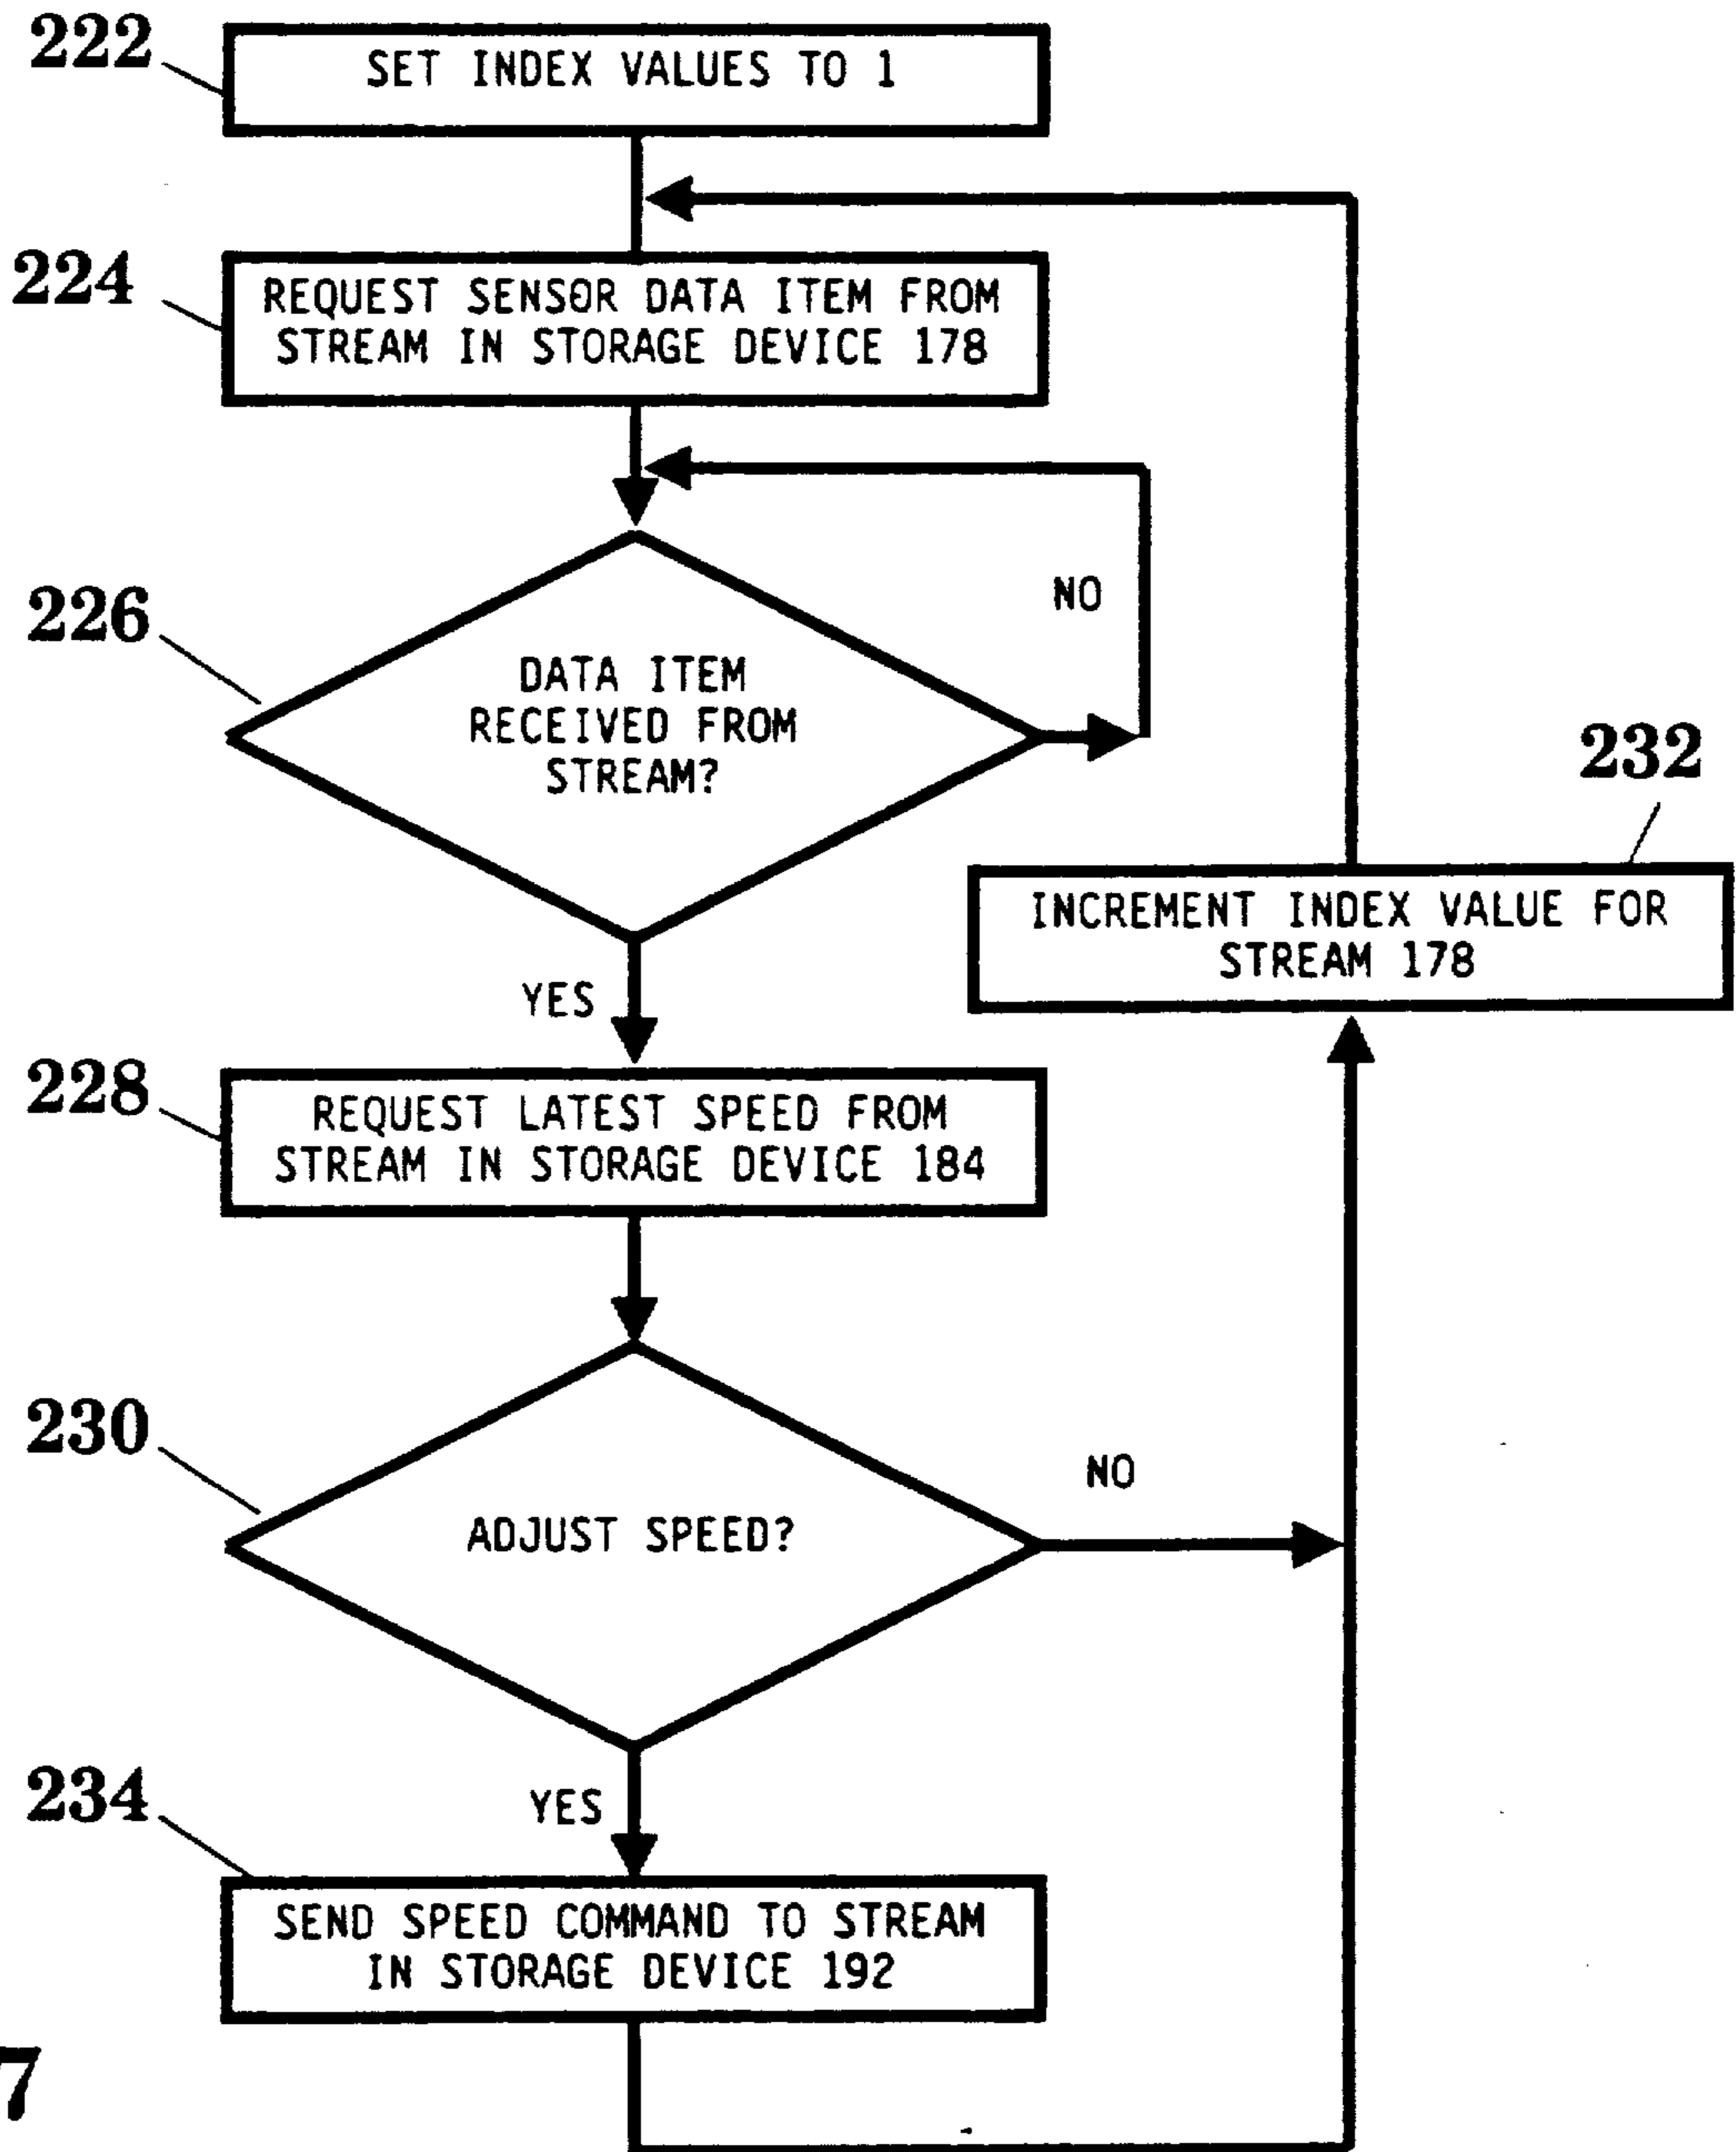 222
SET INDEX VALUES TO 1
224
REQUEST SENSOR DATA ITEM FROM
STREAM IN STORAGE DEVICE 178
226
DATA ITEM
RECEIVED FROM
STREAM?
NO
232
INCREMENT INDEX VALUE FOR
STREAM 178
YES
228
REQUEST LATEST SPEED FROM
STREAM IN STORAGE DEVICE 184
230
ADJUST SPEED?
NO
YES
234
SEND SPEED COMMAND TO STREAM
IN STORAGE DEVICE 192
7